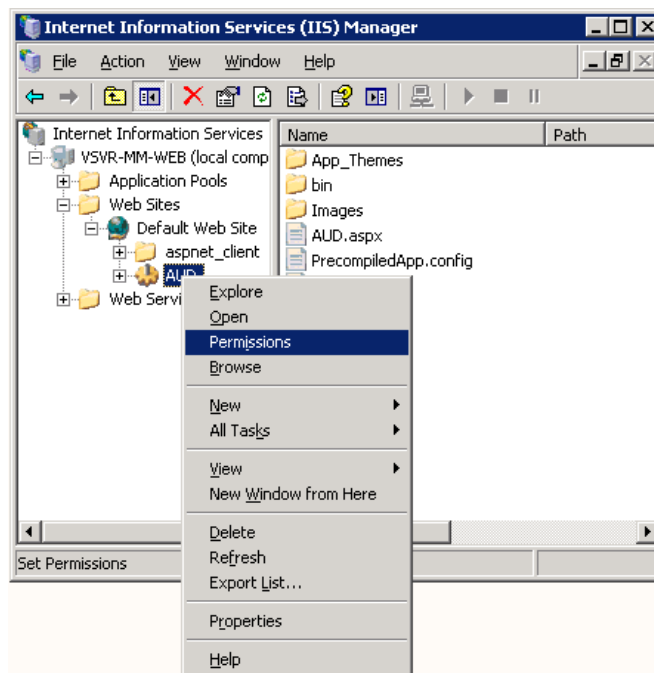 Internet Information Services (IIS) Manager
File Action View Window Help
Internet Information Services
VSVR-MM-WEB (local comp
Application Pools
Web Sites
Default Web Site
aspnet_client
AUD
Web Servi
Name Path
App_Themes
bin
Images
AUD.aspx
PrecompiledApp.config
Explore
Open
Permissions
Browse
New
All Tasks
View
New Window from Here
Delete
Refresh
Export List...
Properties
Help
Set Permissions